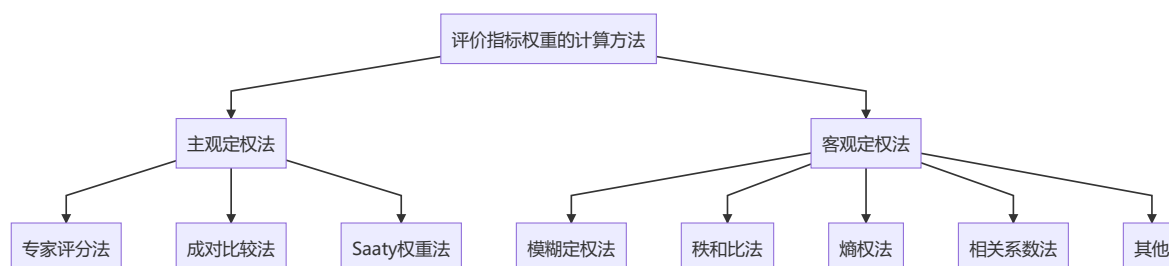 评价指标权重的计算方法
主观定权法
客观定权法
专家评分法
成对比较法
Saaty权重法
模糊定权法
秩和比法
熵权法
相关系数法
其他